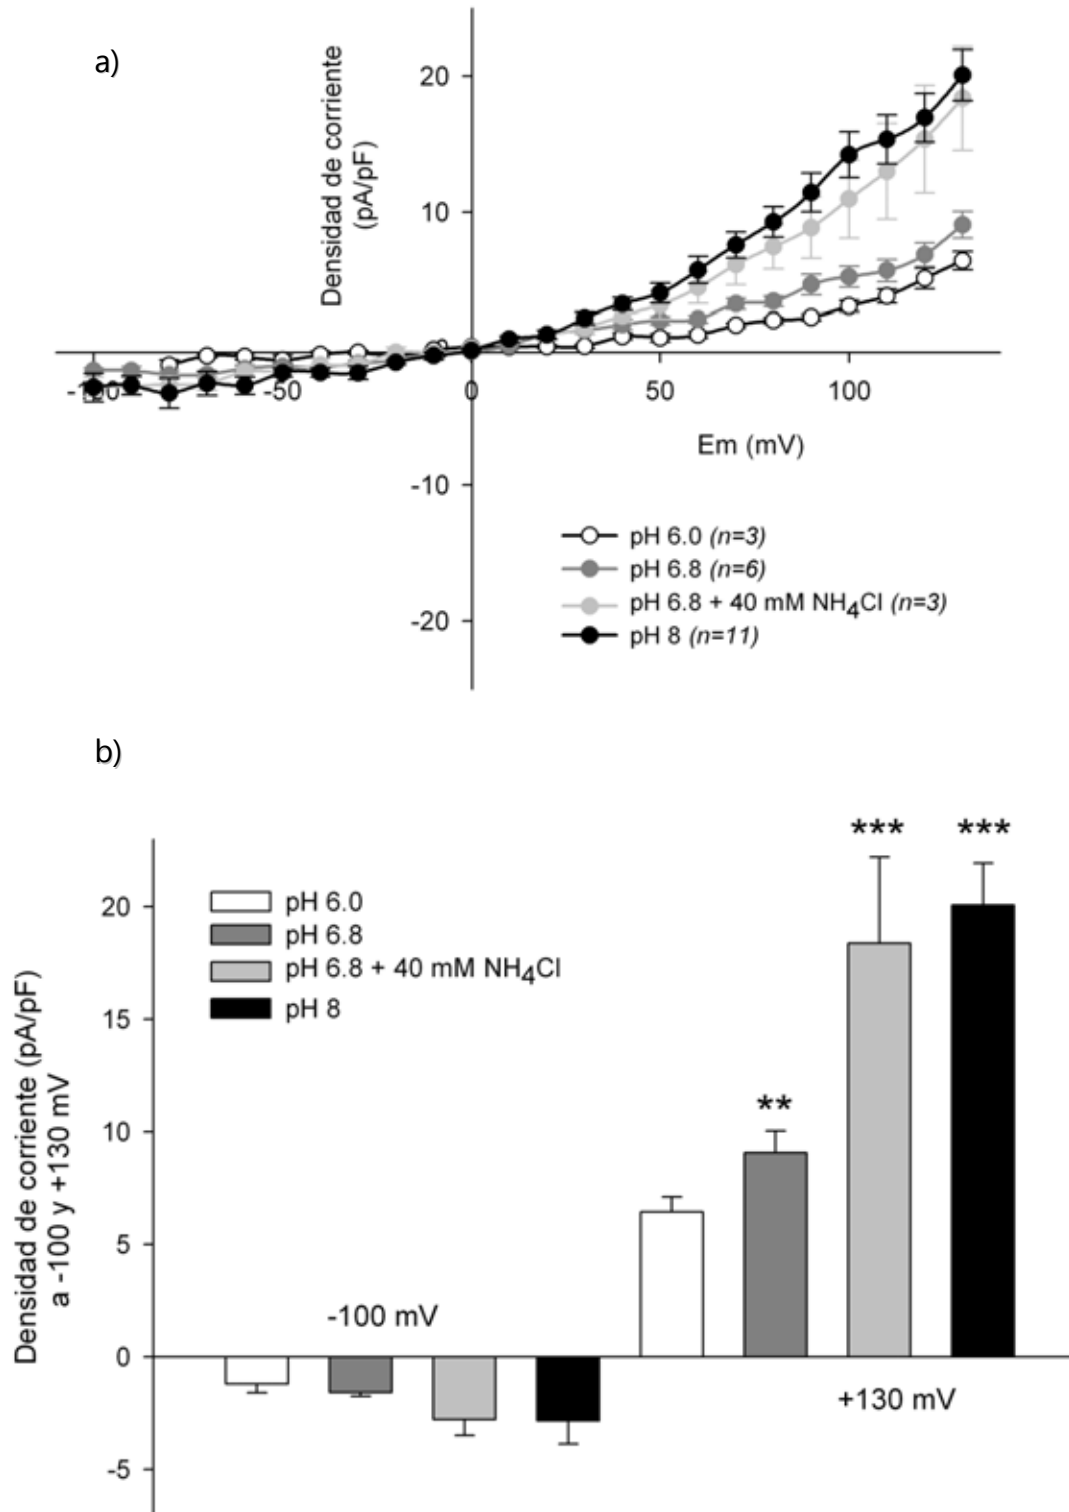 a)
Densidad de corriente
(pA/pF)
20
10
-100
-50
0
50
100
Em (mV)
-10
-20
pH 6.0 (n=3)
pH 6.8 (n=6)
pH 6.8 + 40 mM NH4Cl (n=3)
pH 8 (n=11)
b)
Densidad de corriente (pA/pF)
a -100 y +130 mV
*** ***
20
pH 6.0
pH 6.8
pH 6.8 + 40 mM NH4Cl
pH 8
15
10
**
5
-100 mV
0
+130 mV
-5